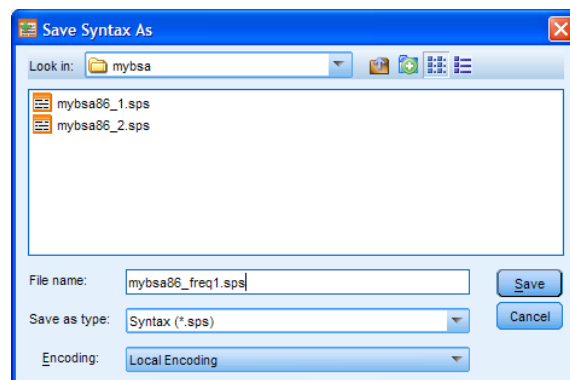 Save Syntax As
Look in: mybsa
mybsa86_1.sps
mybsa86_2.sps
File name: mybsa86_freq1.sps Save
Save as type: Syntax (*.sps) Cancel
Encoding: Local Encoding